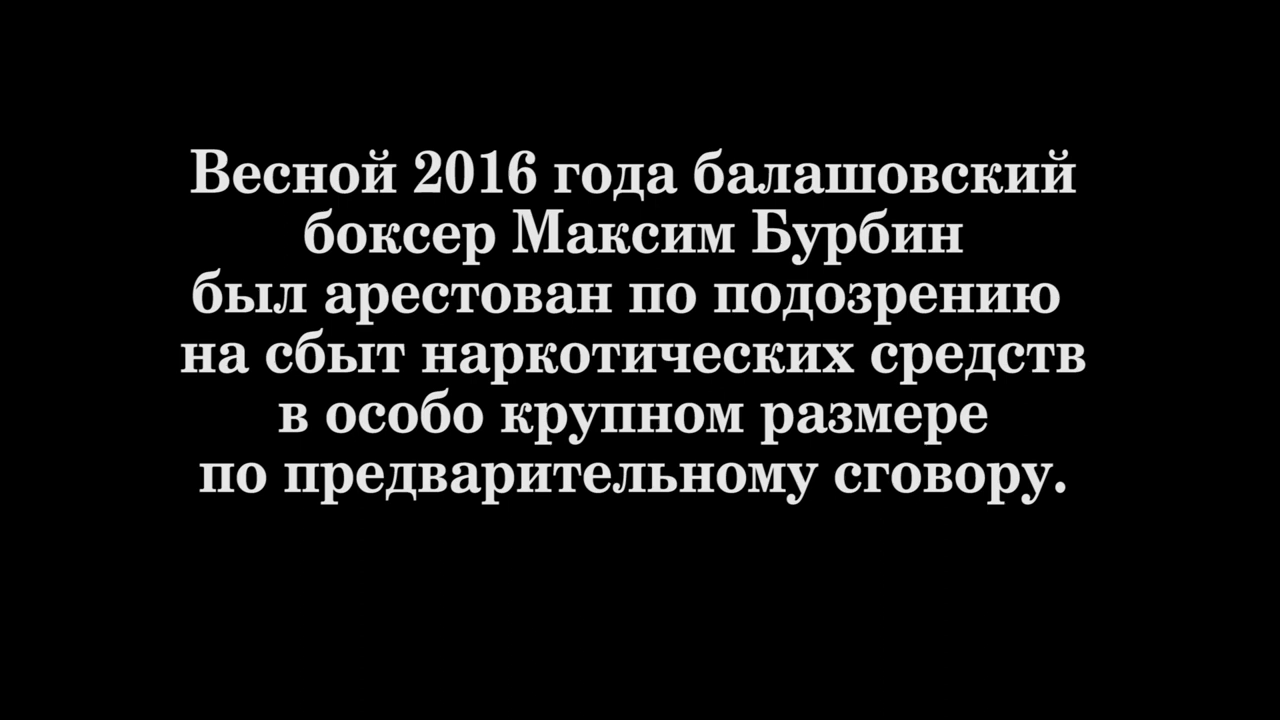 Весной 2016 года балашовский
боксер Максим Бурбин
был арестован по подозрению
на сбыт наркотических средств
в особо крупном размере
по предварительному сговору.